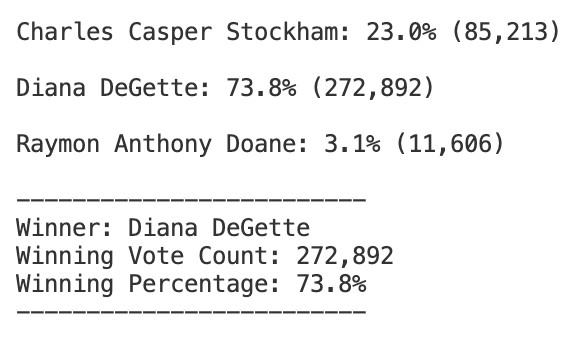 Charles Casper Stockham: 23.0% (85,213)
Diana DeGette: 73.8% (272,892)
Raymon Anthony Doane: 3.1% (11,606)
-------------------------
Winner: Diana DeGette
Winning Vote Count: 272,892
Winning Percentage: 73.8%
-------------------------